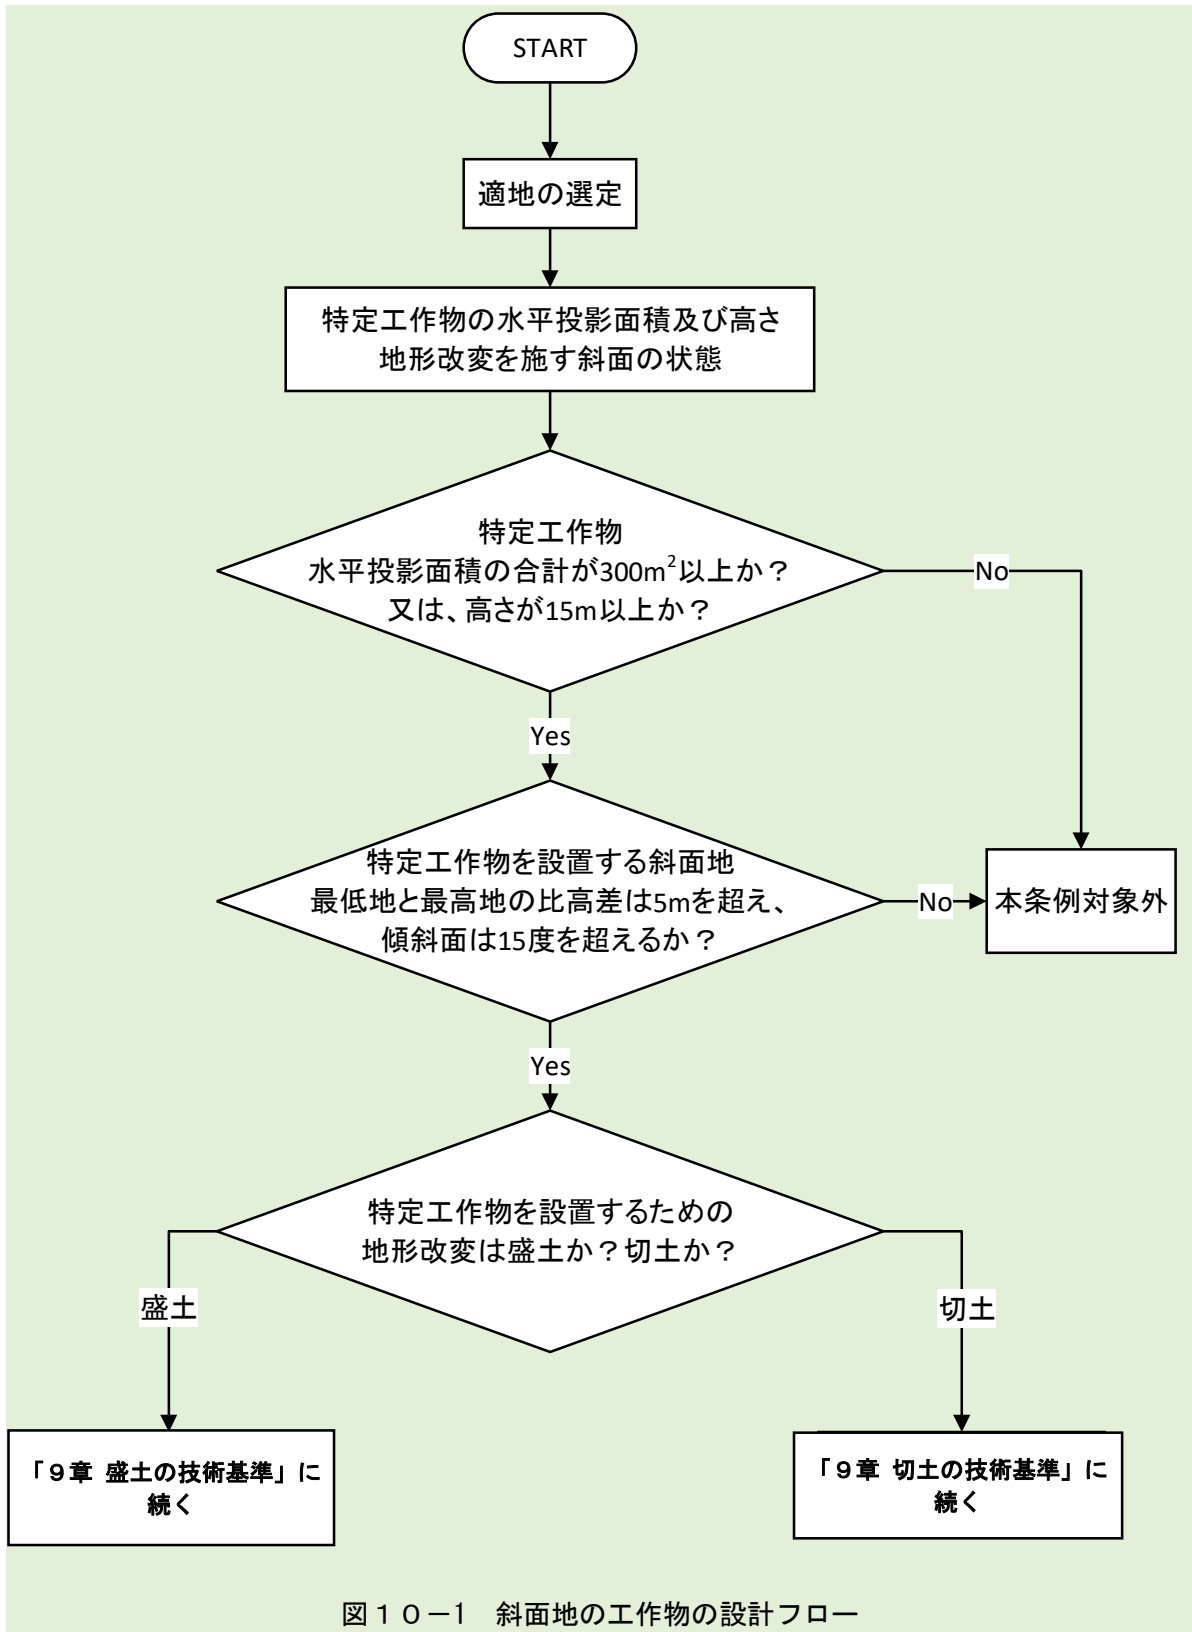 START
適地の選定
特定工作物の水平投影面積及び高さ
地形改変を施す斜面の状態
特定工作物
水平投影面積の合計が300m²以上か？
又は、高さが15m以上か？
No
Yes
特定工作物を設置する斜面地
最低地と最高地の比高差は5mを超え、
傾斜面は15度を超えるか？
No
本条例対象外
Yes
特定工作物を設置するための
地形改変は盛土か？切土か？
盛土
切土
「９章 盛土の技術基準」に
続く
「９章 切土の技術基準」に
続く
図１０－1　斜面地の工作物の設計フロー